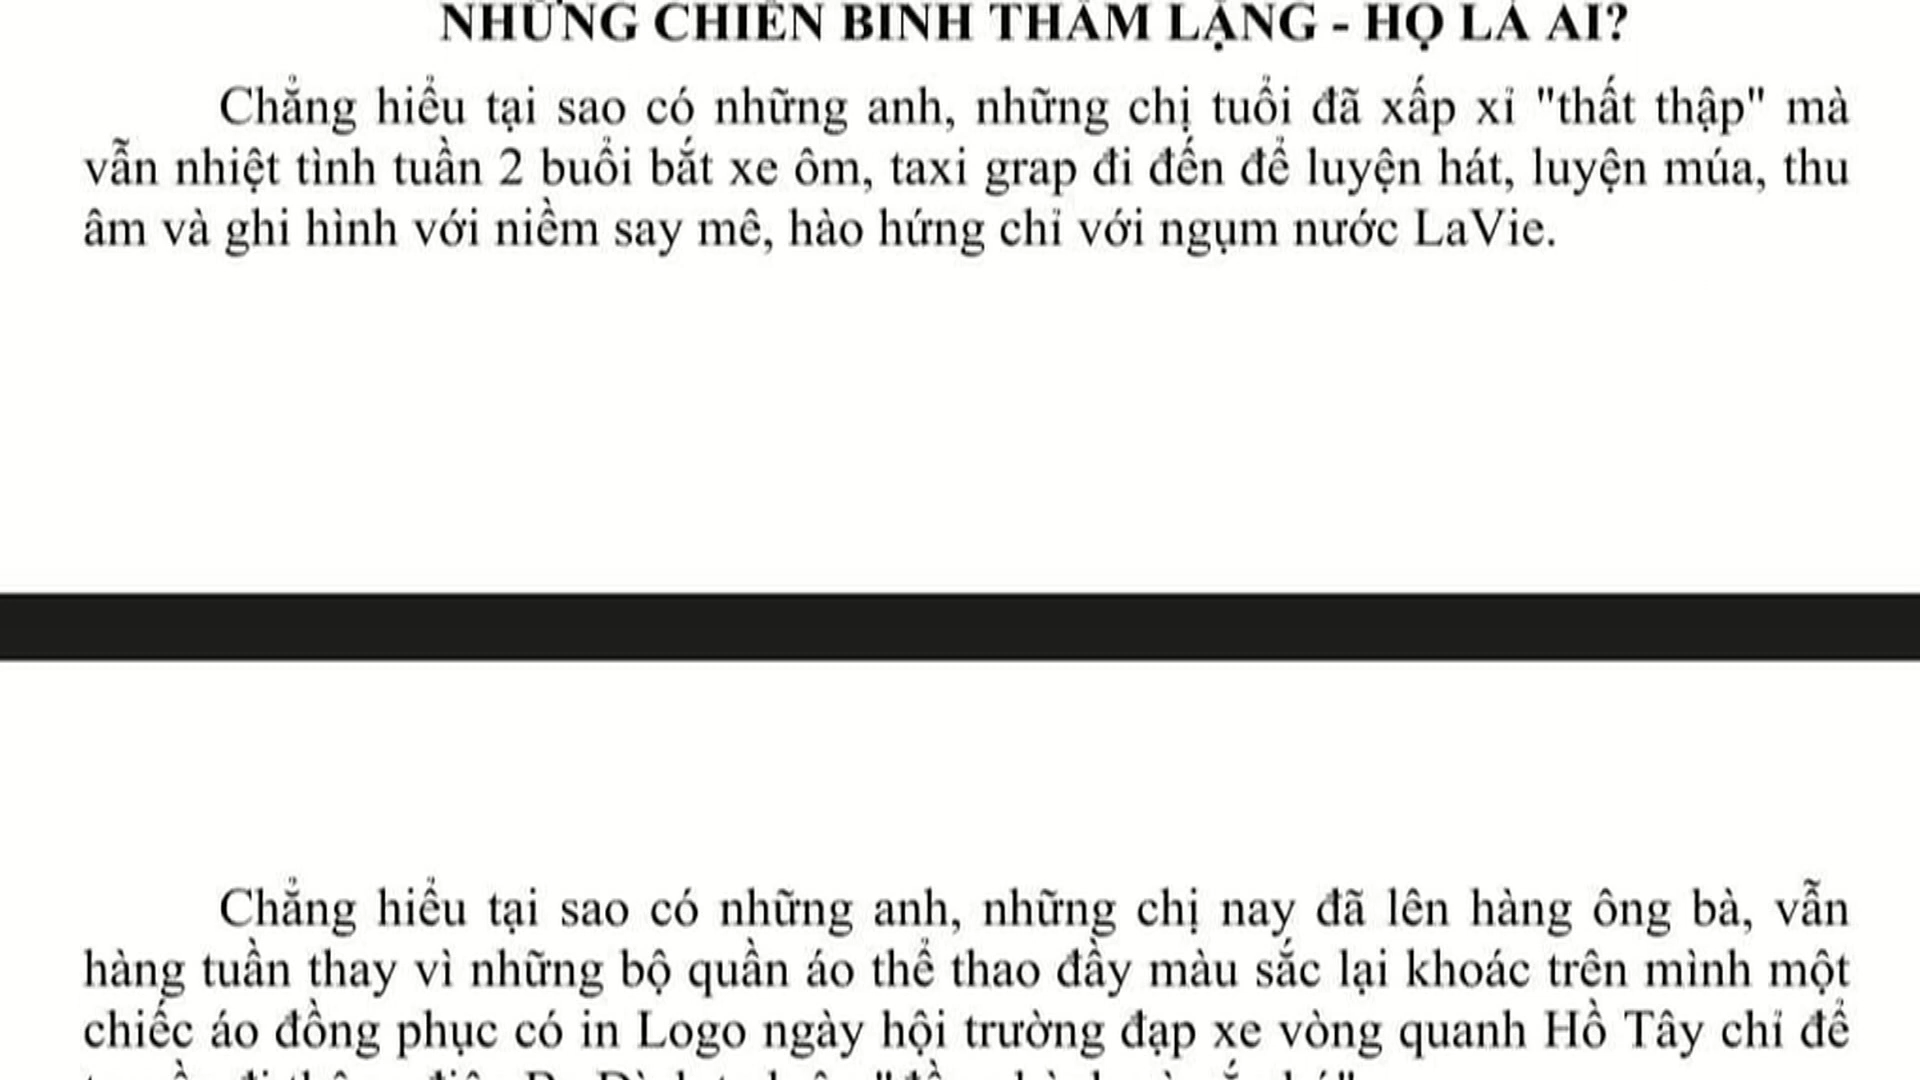 NHỮNG CHIẾN BINH THẦM LẶNG - HỌ LÀ AI?
Chẳng hiểu tại sao có những anh, những chị tuổi đã xấp xỉ "thất thập" mà
vẫn nhiệt tình tuần 2 buổi bắt xe ôm, taxi grap đi đến để luyện hát, luyện múa, thu
âm và ghi hình với niềm say mê, hào hứng chỉ với ngụm nước LaVie.
Chẳng hiểu tại sao có những anh, những chị nay đã lên hàng ông bà, vẫn
hàng tuần thay vì những bộ quần áo thể thao đầy màu sắc lại khoác trên mình một
chiếc áo đồng phục có in Logo ngày hội trường đạp xe vòng quanh Hồ Tây chỉ để